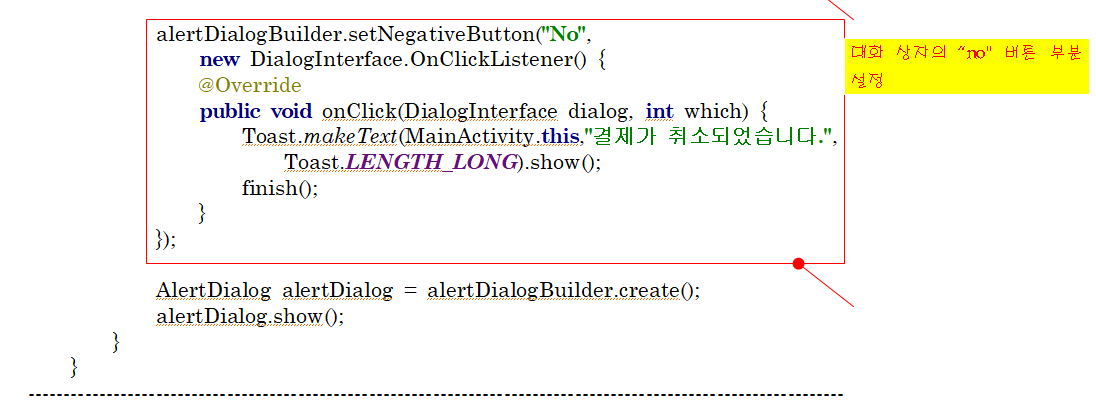 alertDialogBuilder.setNegativeButton("No",
new DialogInterface.OnClickListener() {
@Override
public void onClick(DialogInterface dialog, int which) {
Toast.makeText(MainActivity.this,"결제가 취소되었습니다.",
Toast.LENGTH_LONG).show();
finish();
}
});
대화 상자의 “no" 버튼 부분
설정
AlertDialog alertDialog = alertDialogBuilder.create();
alertDialog.show();
}
}